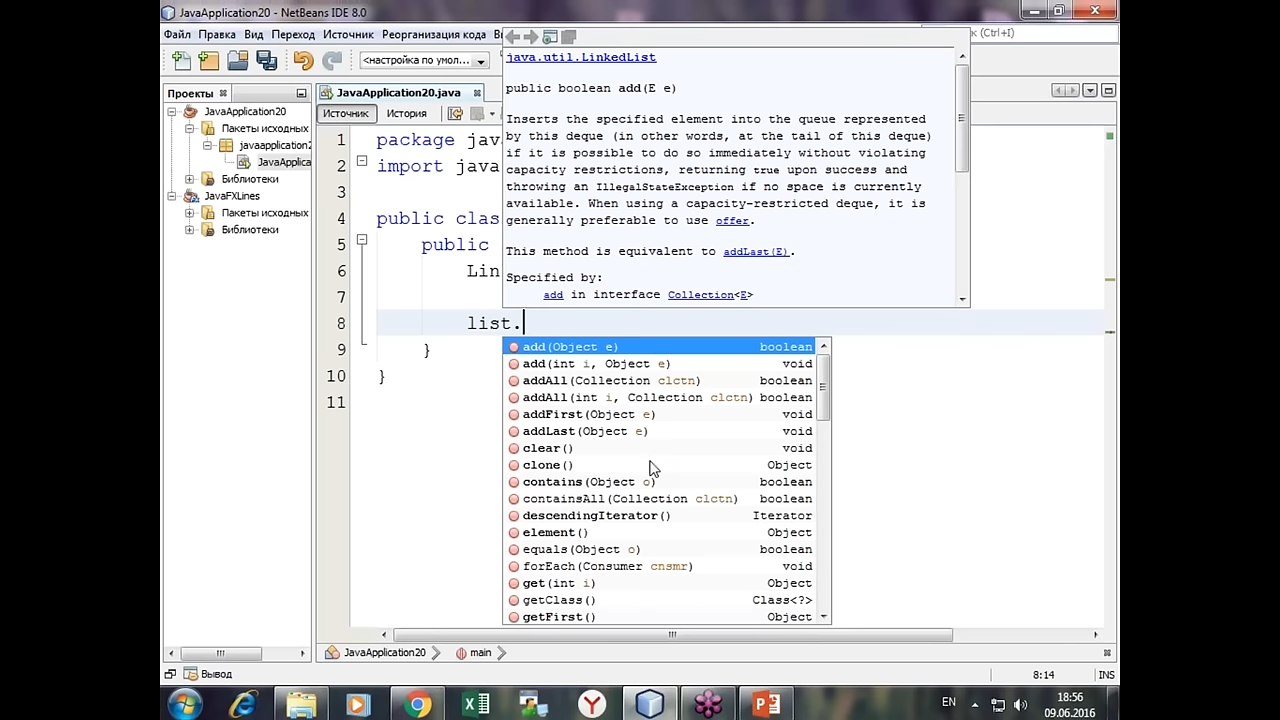 JavaApplication20 - NetBeans IDE 8.0
Файл Правка Вид Переход Источник Реорганизация кода
(Ctrl+I)
<настройка по умол...
java.util.LinkedList
public boolean add(E e)
Inserts the specified element into the queue represented
by this deque (in other words, at the tail of this deque)
if it is possible to do so immediately without violating
capacity restrictions, returning true upon success and
throwing an IllegalStateException if no space is currently
available. When using a capacity-restricted deque, it is
generally preferable to use offer.
This method is equivalent to addLast(E).
Specified by:
add in interface Collection<E>
Проекты
JavaApplication20
Пакеты исходных
javaapplication2
JavaApplica
Библиотеки
JavaFXLines
Пакеты исходных
Библиотеки
JavaApplication20.java
Источник История
1 package jav
2 import java
3
4 public clas
5 public
6 Lin
7
8 list.
9 }
10 }
11
add(Object e) boolean
add(int i, Object e) void
addAll(Collection clctn) boolean
addAll(int i, Collection clctn) boolean
addFirst(Object e) void
addLast(Object e) void
clear() void
clone() Object
contains(Object o) boolean
containsAll(Collection clctn) boolean
descendingIterator() Iterator
element() Object
equals(Object o) boolean
forEach(Consumer cnsmr) void
get(int i) Object
getClass() Class<?>
getFirst() Object
JavaApplication20 main
Вывод
8:14 INS
EN
18:56
09.06.2016